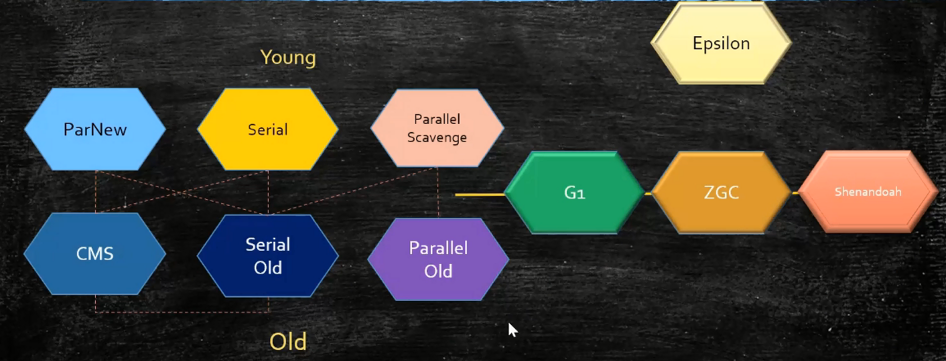 Epsilon
Young
ParNew
Serial
Parallel
Scavenge
G1
ZGC
Shenandoah
CMS
Serial
Old
Parallel
Old
Old